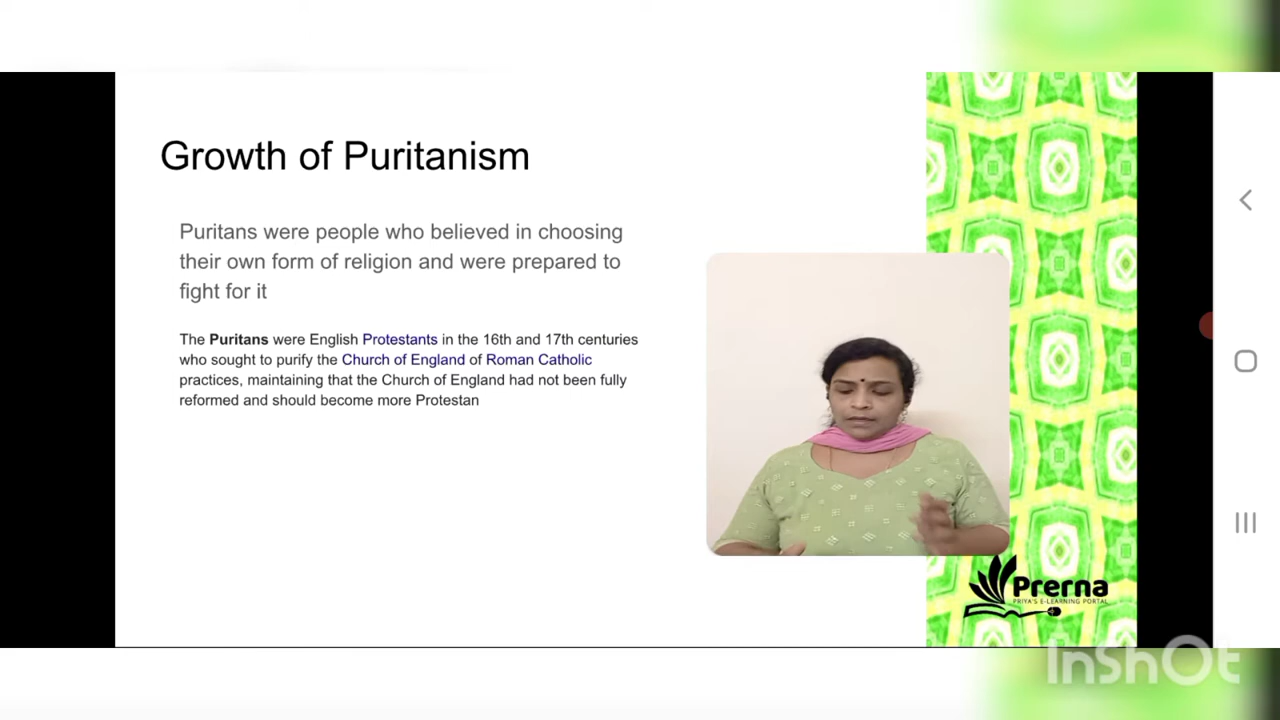 Growth of Puritanism
Puritans were people who believed in choosing
their own form of religion and were prepared to
fight for it
The Puritans were English Protestants in the 16th and 17th centuries
who sought to purify the Church of England of Roman Catholic
practices, maintaining that the Church of England had not been fully
reformed and should become more Protestan
Prerna
PRIYA'S E-LEARNING PORTAL
InShOt